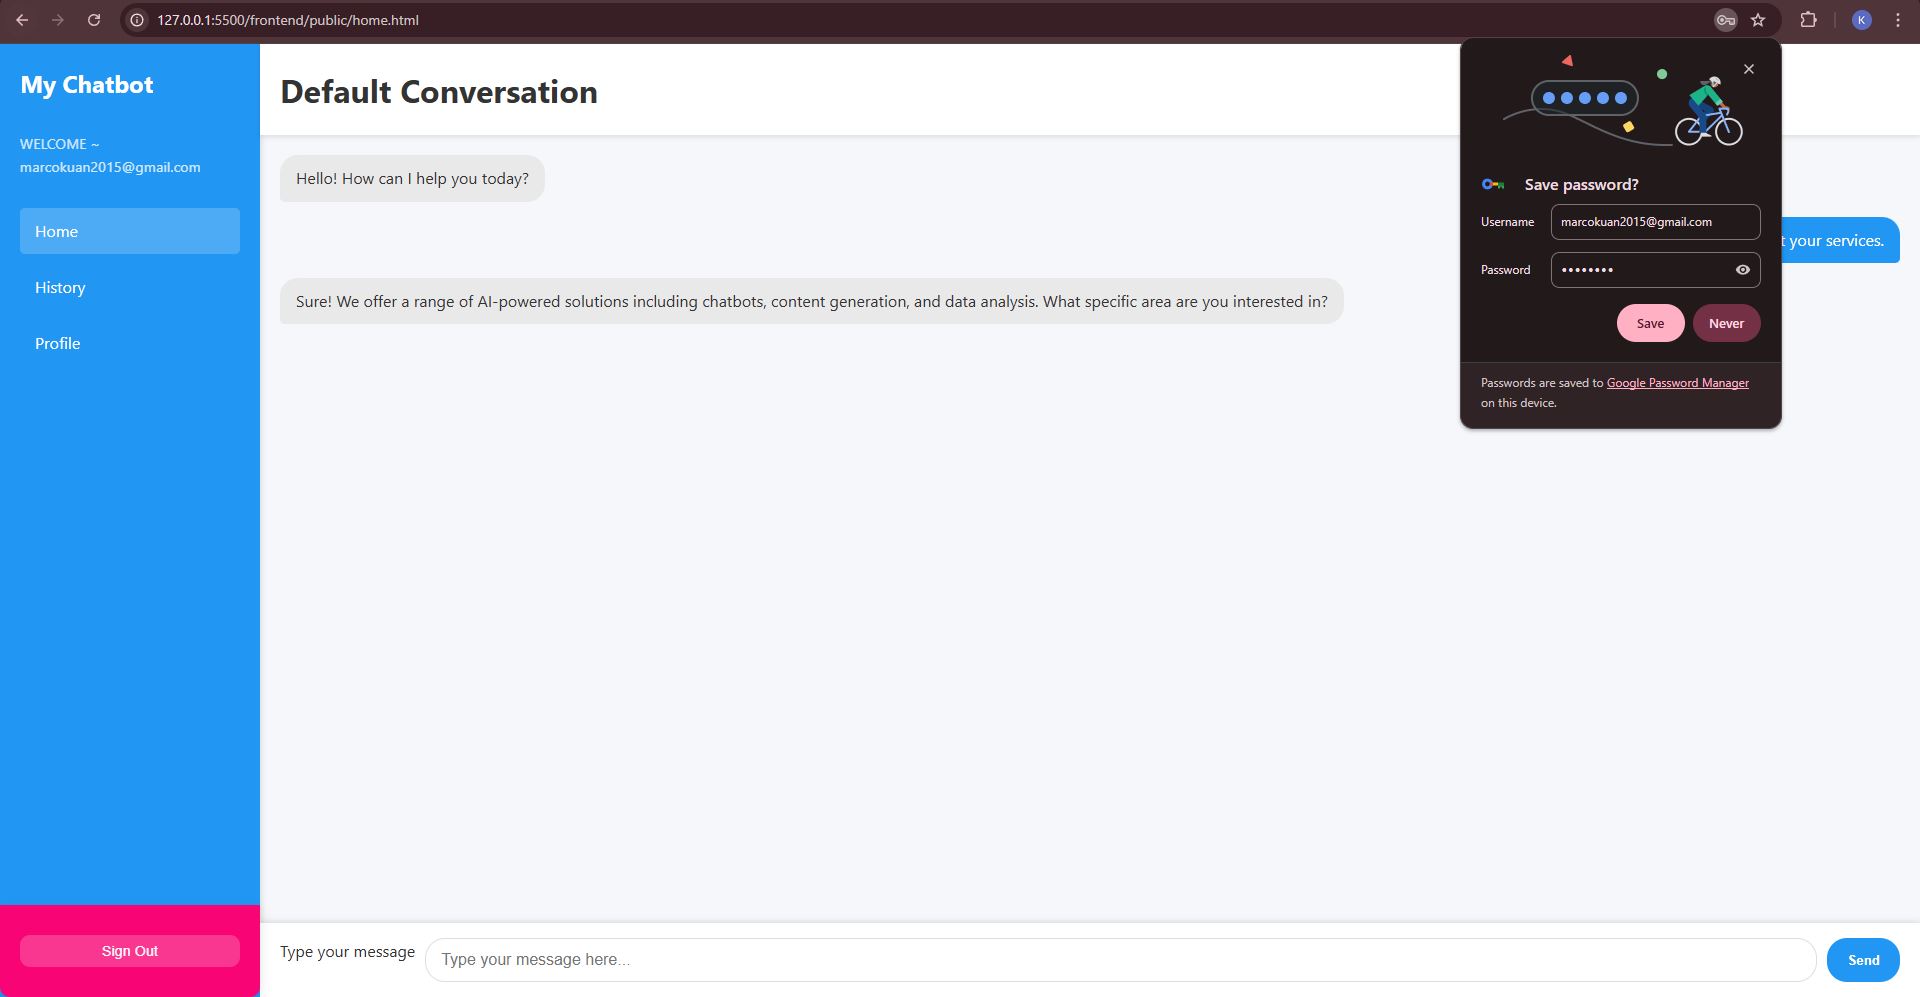 127.0.0.1:5500/frontend/public/home.html
K
My Chatbot
WELCOME ~
marcokuan2015@gmail.com
Home
History
Profile
Sign Out
Default Conversation
Hello! How can I help you today?
t your services.
Sure! We offer a range of AI-powered solutions including chatbots, content generation, and data analysis. What specific area are you interested in?
Save password?
Username marcokuan2015@gmail.com
Password ••••••••
Save Never
Passwords are saved to Google Password Manager
on this device.
Type your message Type your message here... Send